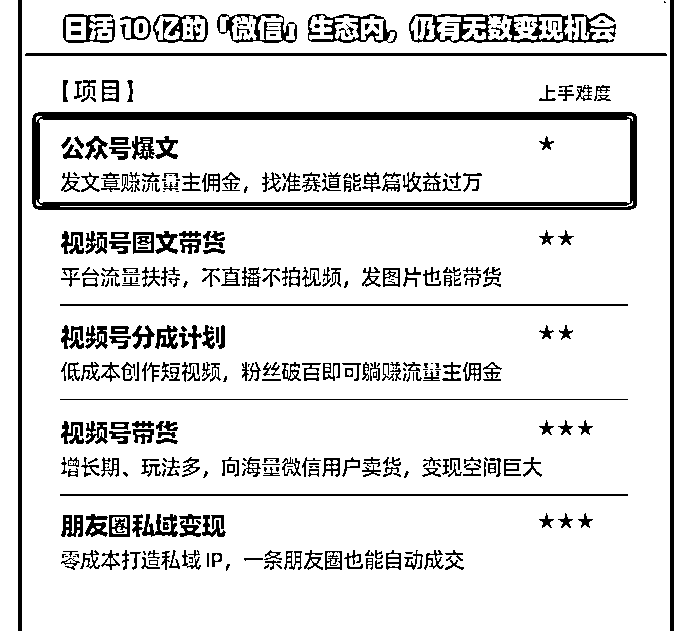 日活10亿的「微信」生态内，仍有无数变现机会
【项目】 上手难度
公众号爆文 ★
发文章赚流量主佣金，找准赛道能单篇收益过万
视频号图文带货 ★★
平台流量扶持，不直播不拍视频，发图片也能带货
视频号分成计划 ★★
低成本创作短视频，粉丝破百即可躺赚流量主佣金
视频号带货 ★★★
增长期、玩法多，向海量微信用户卖货，变现空间巨大
朋友圈私域变现 ★★★
零成本打造私域IP，一条朋友圈也能自动成交